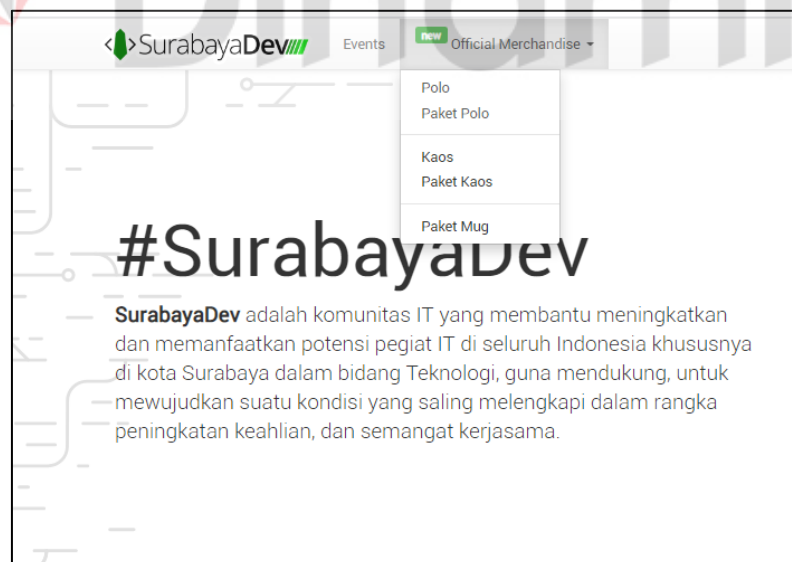 SurabayaDev
Events
new
Official Merchandise
Polo
Paket Polo
Kaos
Paket Kaos
Paket Mug
#SurabayaDev
SurabayaDev adalah komunitas IT yang membantu meningkatkan
dan memanfaatkan potensi pegiat IT di seluruh Indonesia khususnya
di kota Surabaya dalam bidang Teknologi, guna mendukung, untuk
mewujudkan suatu kondisi yang saling melengkapi dalam rangka
peningkatan keahlian, dan semangat kerjasama.